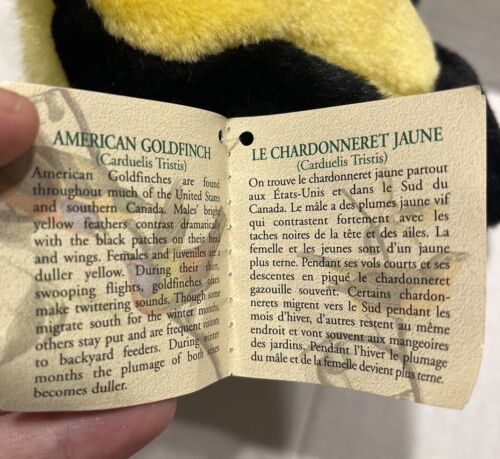 AMERICAN GOLDFINCH
(Carduelis Tristis)
American Goldfinches are found
throughout much of the United States
and southern Canada. Males' bright
yellow feathers contrast dramatically
with the black patches on their head
and wings. Females and juveniles are a
duller yellow. During their short,
swooping flights, goldfinches often
make twittering sounds. Though some
migrate south for the winter months,
others stay put and are frequent visitors
to backyard feeders. During winter
months the plumage of both sexes
becomes duller.
LE CHARDONNERET JAUNE
(Carduelis Tristis)
On trouve le chardonneret jaune partout
aux États-Unis et dans le Sud du
Canada. Le mâle a des plumes jaune vif
qui contrastent fortement avec les
taches noires de la tête et des ailes. La
femelle et les jeunes sont d'un jaune
plus terne. Pendant ses vols courts et ses
descentes en piqué le chardonneret
gazouille souvent. Certains chardon-
nerets migrent vers le Sud pendant les
mois d'hiver, d'autres restent au même
endroit et vont souvent aux mangeoires
des jardins. Pendant l'hiver le plumage
du mâle et de la femelle devient plus terne.